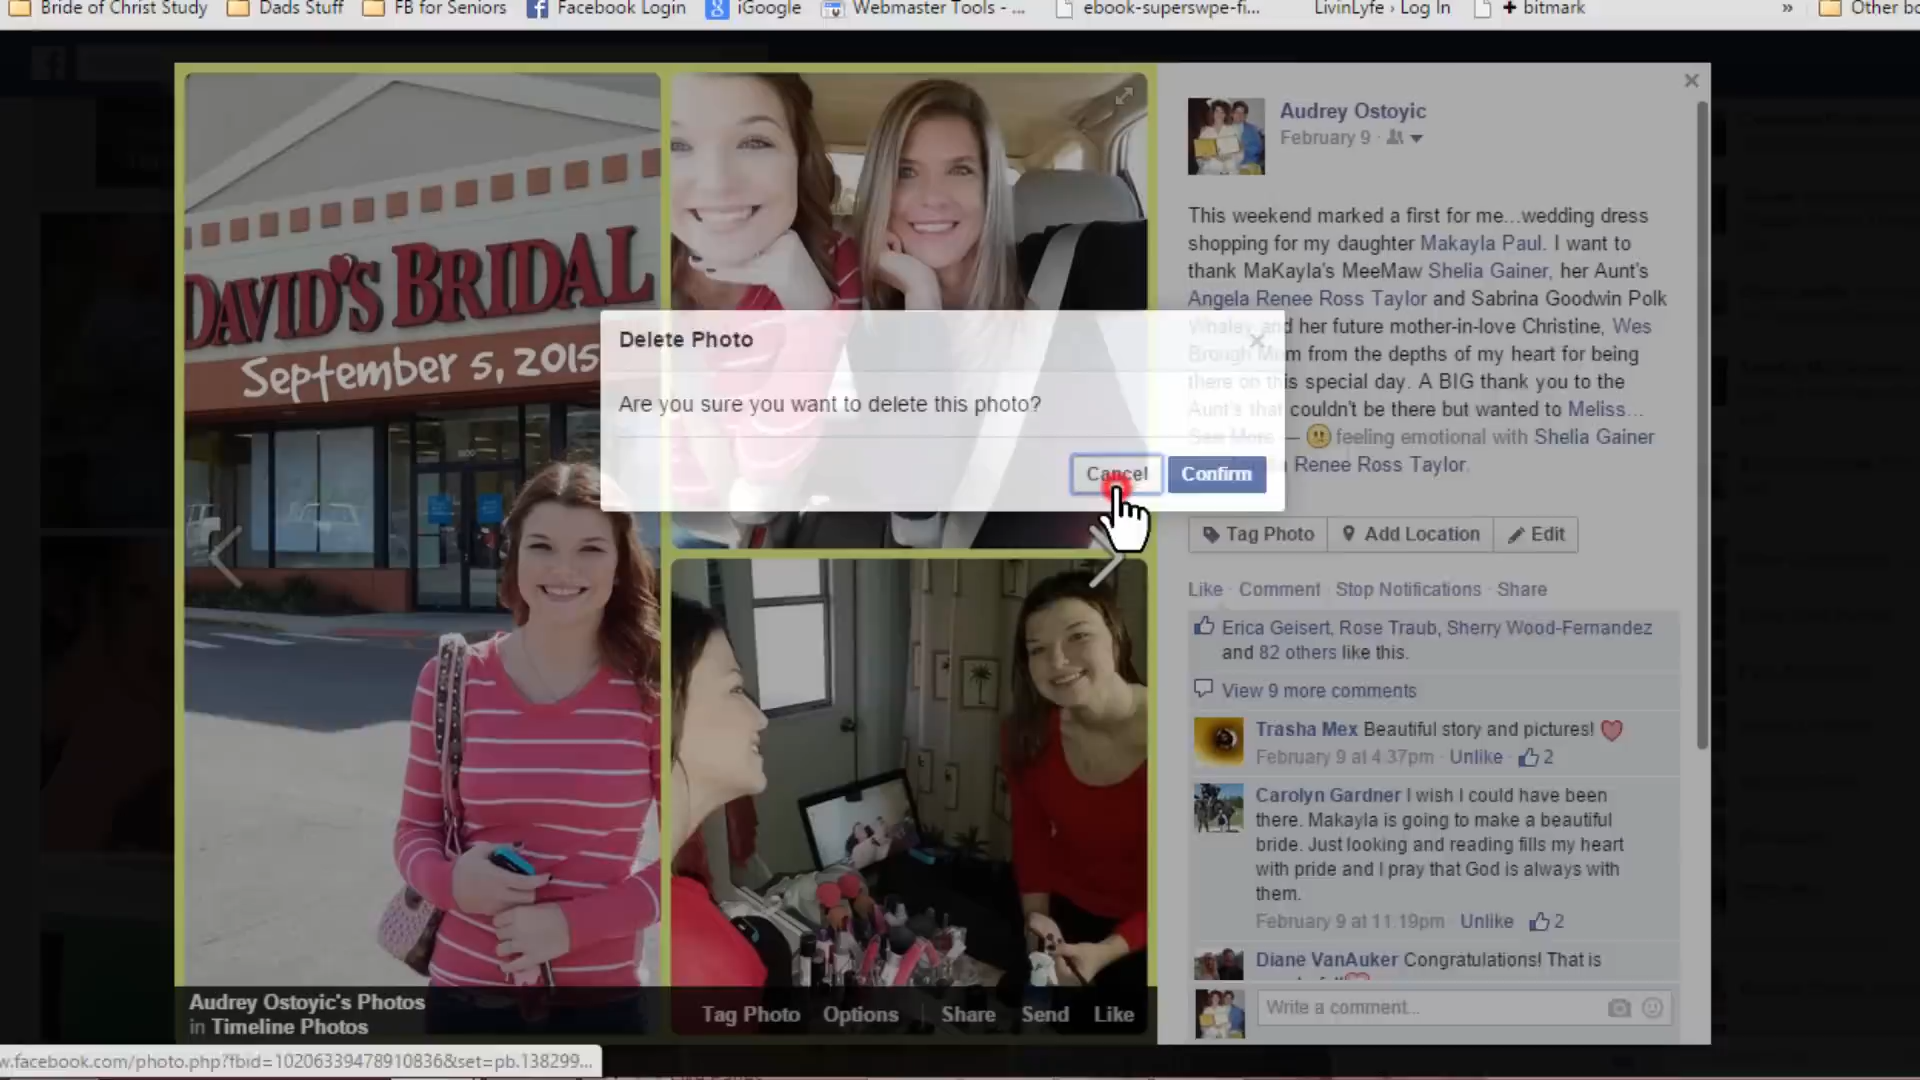 Bride of Christ Study Dads Stuff FB for Seniors Facebook Login iGoogle Webmaster Tools - ... ebook-superswpe-fi... LivinLyfe › Log In bitmark » Other bo
DAVID'S BRIDAL
September 5, 2015
Audrey Ostoyic
February 9
This weekend marked a first for me...wedding dress
shopping for my daughter Makayla Paul. I want to
thank MaKayla's MeeMaw Shelia Gainer, her Aunt's
Angela Renee Ross Taylor and Sabrina Goodwin Polk
Whaley and her future mother-in-love Christine, Wes
Brough Mom from the depths of my heart for being
there on this special day. A BIG thank you to the
Aunt's that couldn't be there but wanted to Meliss...
See More — feeling emotional with Shelia Gainer
Renee Ross Taylor.
Delete Photo
Are you sure you want to delete this photo?
Cancel Confirm
Tag Photo Add Location Edit
Like · Comment · Stop Notifications · Share
Erica Geisert, Rose Traub, Sherry Wood-Fernandez
and 82 others like this.
View 9 more comments
Trasha Mex Beautiful story and pictures!
February 9 at 4:37pm · Unlike · 2
Carolyn Gardner I wish I could have been
there. Makayla is going to make a beautiful
bride. Just looking and reading fills my heart
with pride and I pray that God is always with
them.
February 9 at 11:19pm · Unlike · 2
Diane VanAuker Congratulations! That is
Write a comment...
Audrey Ostoyic's Photos
in Timeline Photos
Tag Photo Options Share Send Like
w.facebook.com/photo.php?fbid=10206339478910836&set=pb.138299...